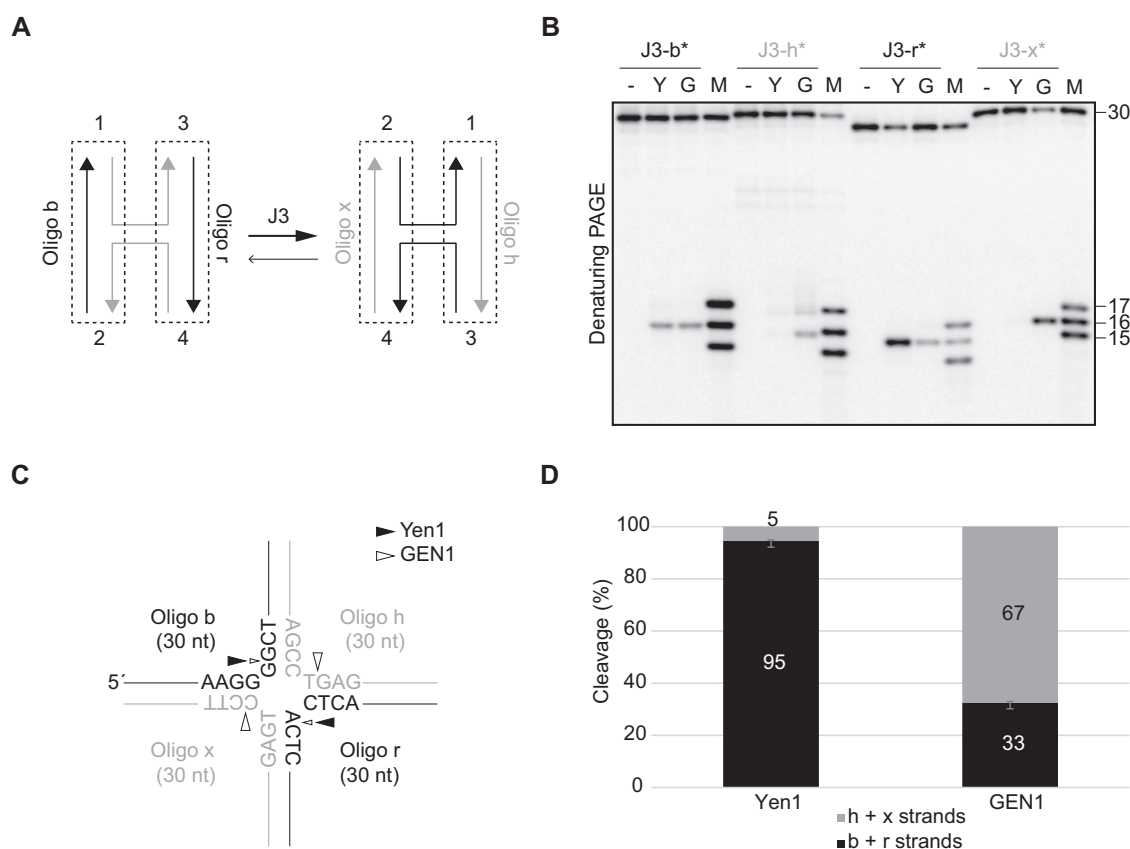 A
1 3
Oligo b
Oligo r
2 4
J3
2 1
Oligo x
Oligo h
4 3
B
J3-b* J3-h* J3-r* J3-x*
- Y G M - Y G M - Y G M - Y G M
Denaturing PAGE
30
17
16
15
C
Yen1
GEN1
Oligo b
(30 nt)
Oligo h
(30 nt)
GGCT
AGCC
5´
AAGG
TGAG
CCTT
CTCA
GAGT
ACTC
Oligo x
(30 nt)
Oligo r
(30 nt)
D
Cleavage (%)
100
80
60
40
20
0
5
95
67
33
Yen1 GEN1
h + x strands
b + r strands